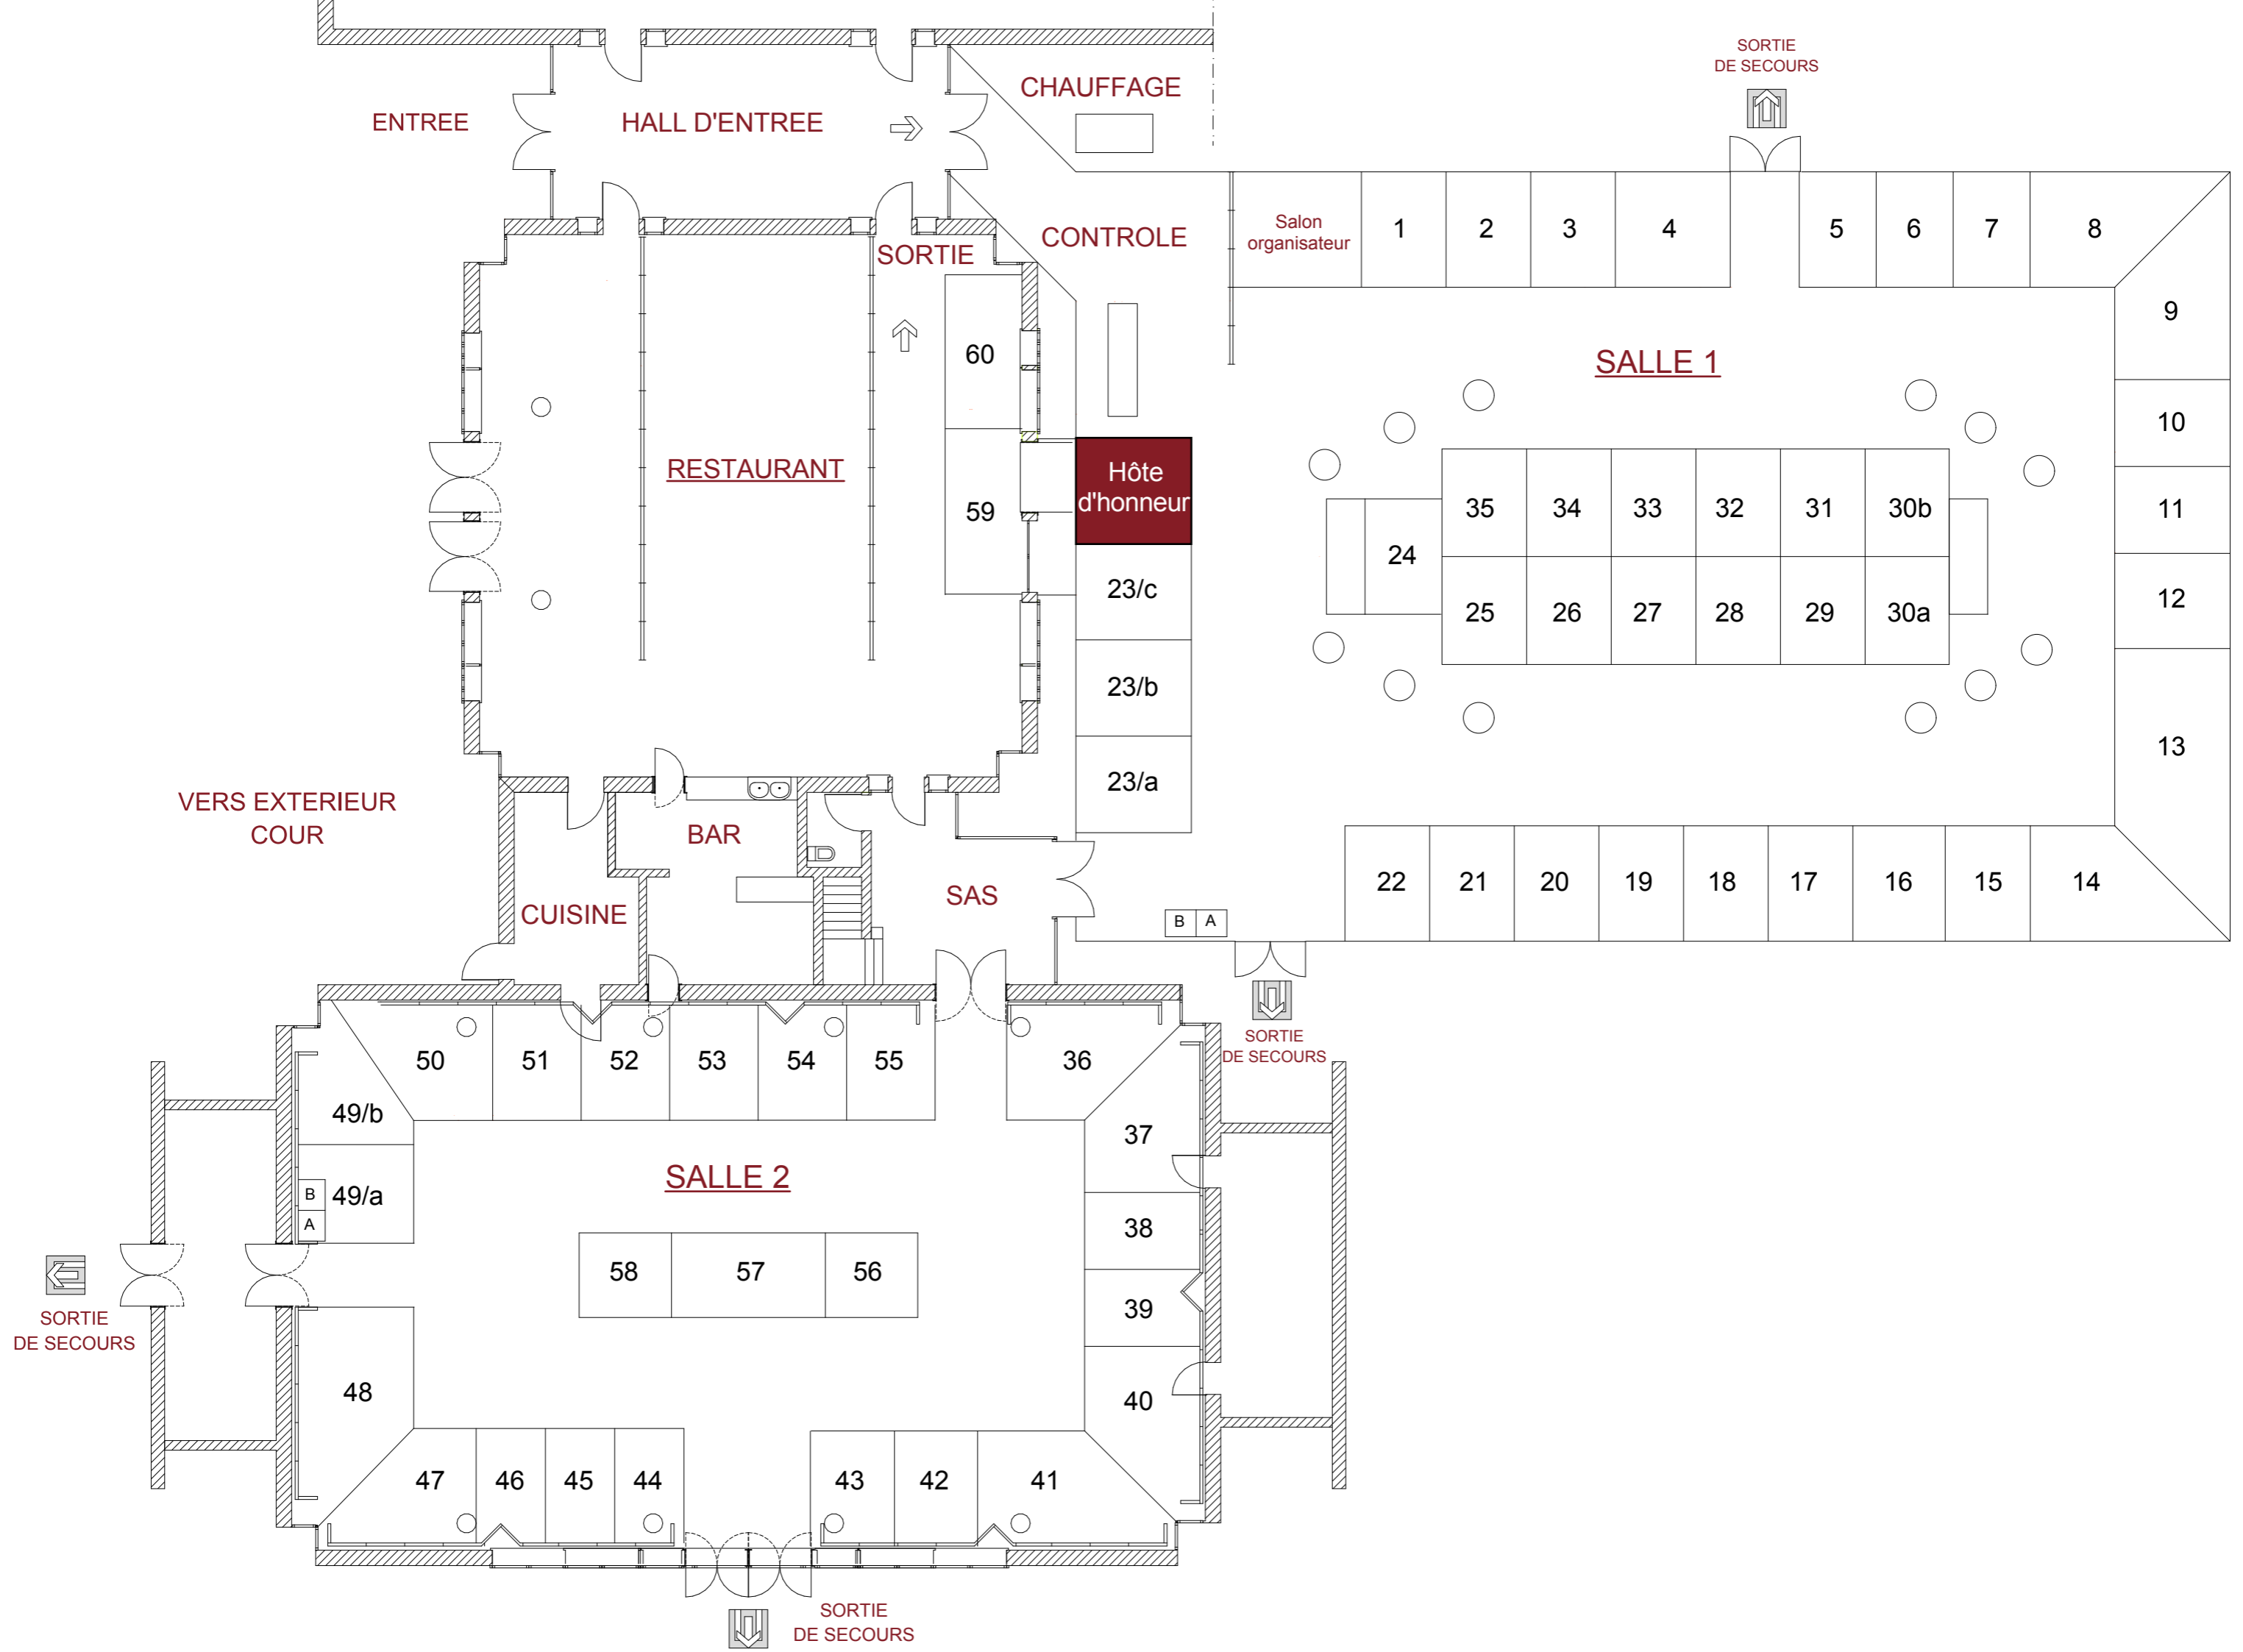 SORTIE
DE SECOURS
CHAUFFAGE
ENTREE
HALL D'ENTREE
Salon
organisateur
1
2
3
4
5
6
7
8
CONTROLE
SORTIE
9
60
SALLE 1
10
RESTAURANT
Hôte
d'honneur
59
35
34
33
32
31
30b
11
24
23/c
25
26
27
28
29
30a
12
23/b
13
23/a
VERS EXTERIEUR
COUR
BAR
22
21
20
19
18
17
16
15
14
SAS
CUISINE
B
A
SORTIE
DE SECOURS
50
51
52
53
54
55
36
49/b
37
SALLE 2
49/a
B
A
38
58
57
56
39
SORTIE
DE SECOURS
48
40
47
46
45
44
43
42
41
SORTIE
DE SECOURS